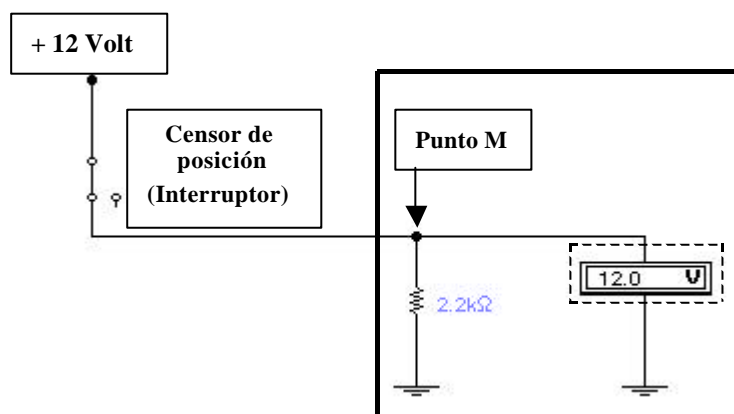 + 12 Volt
Censor de
posición
(Interruptor)
Punto M
12.0 V
2.2kΩ